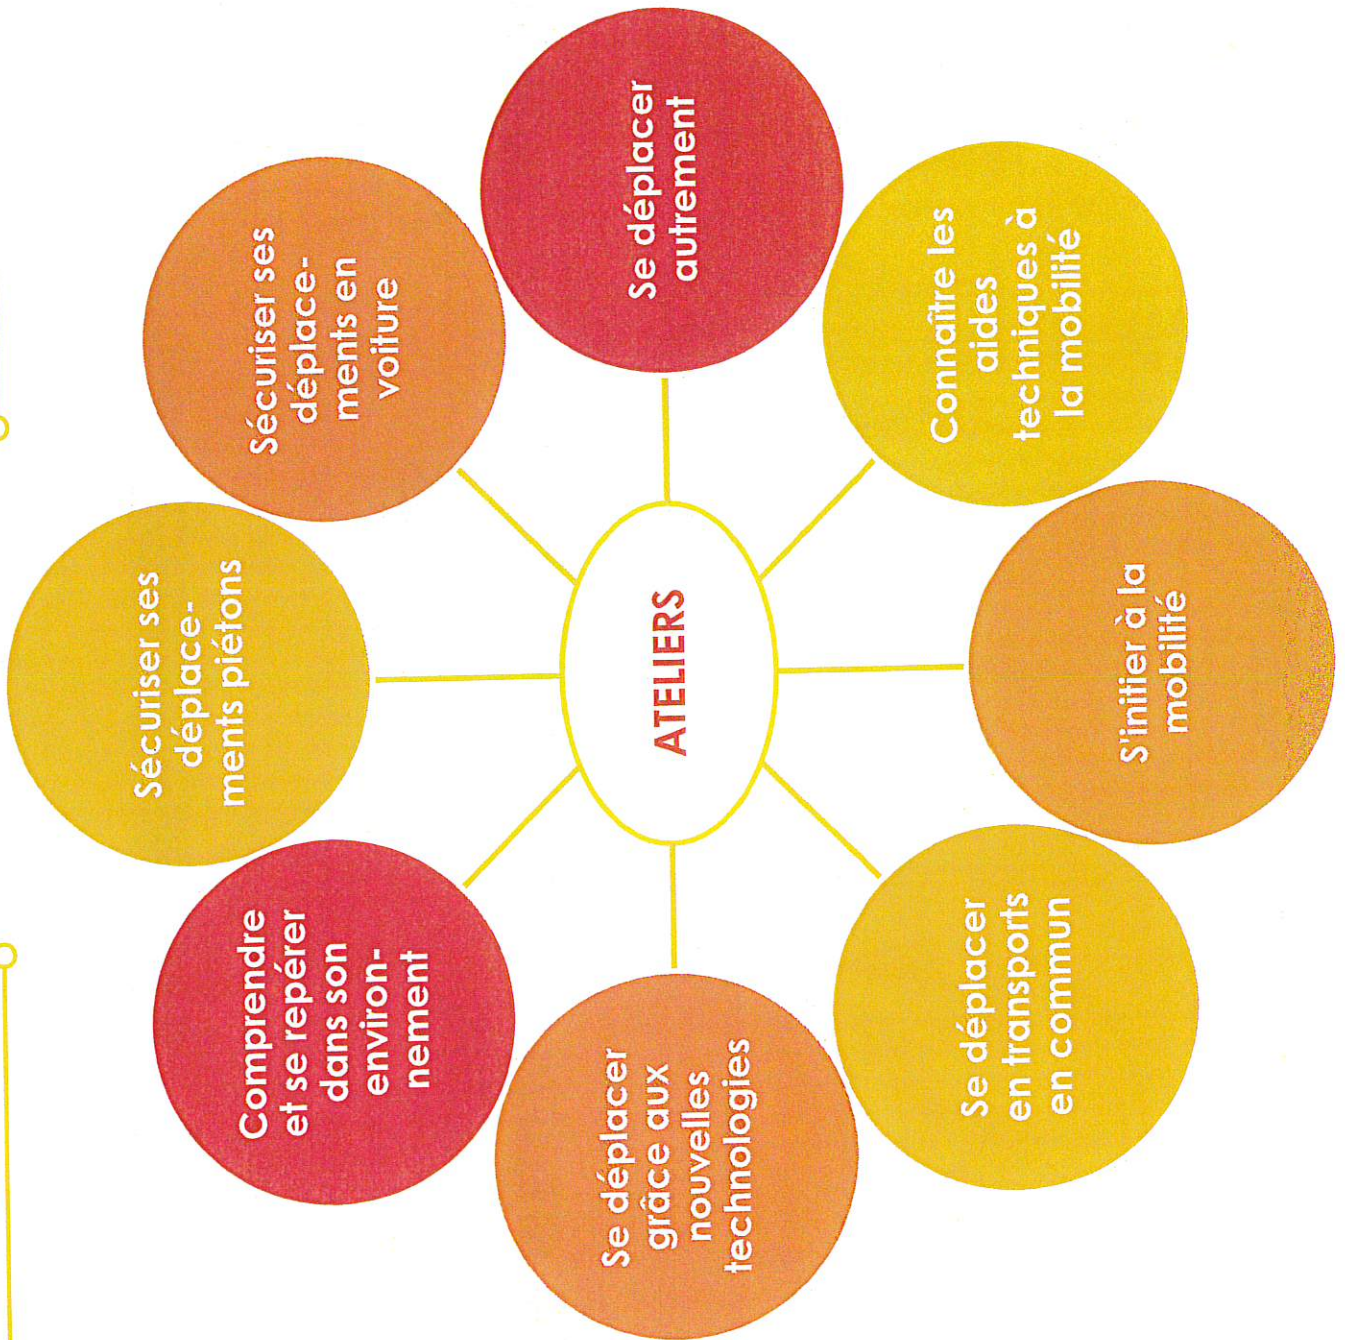 Sécuriser ses
déplace-
ments piétons
Sécuriser ses
déplace-
ments en
voiture
Se déplacer
autrement
Connaître les
aides
techniques à
la mobilité
S'initier à la
mobilité
Se déplacer
en transports
en commun
Se déplacer
grâce aux
nouvelles
technologies
Comprendre
et se repérer
dans son
environ-
nement
ATELIERS